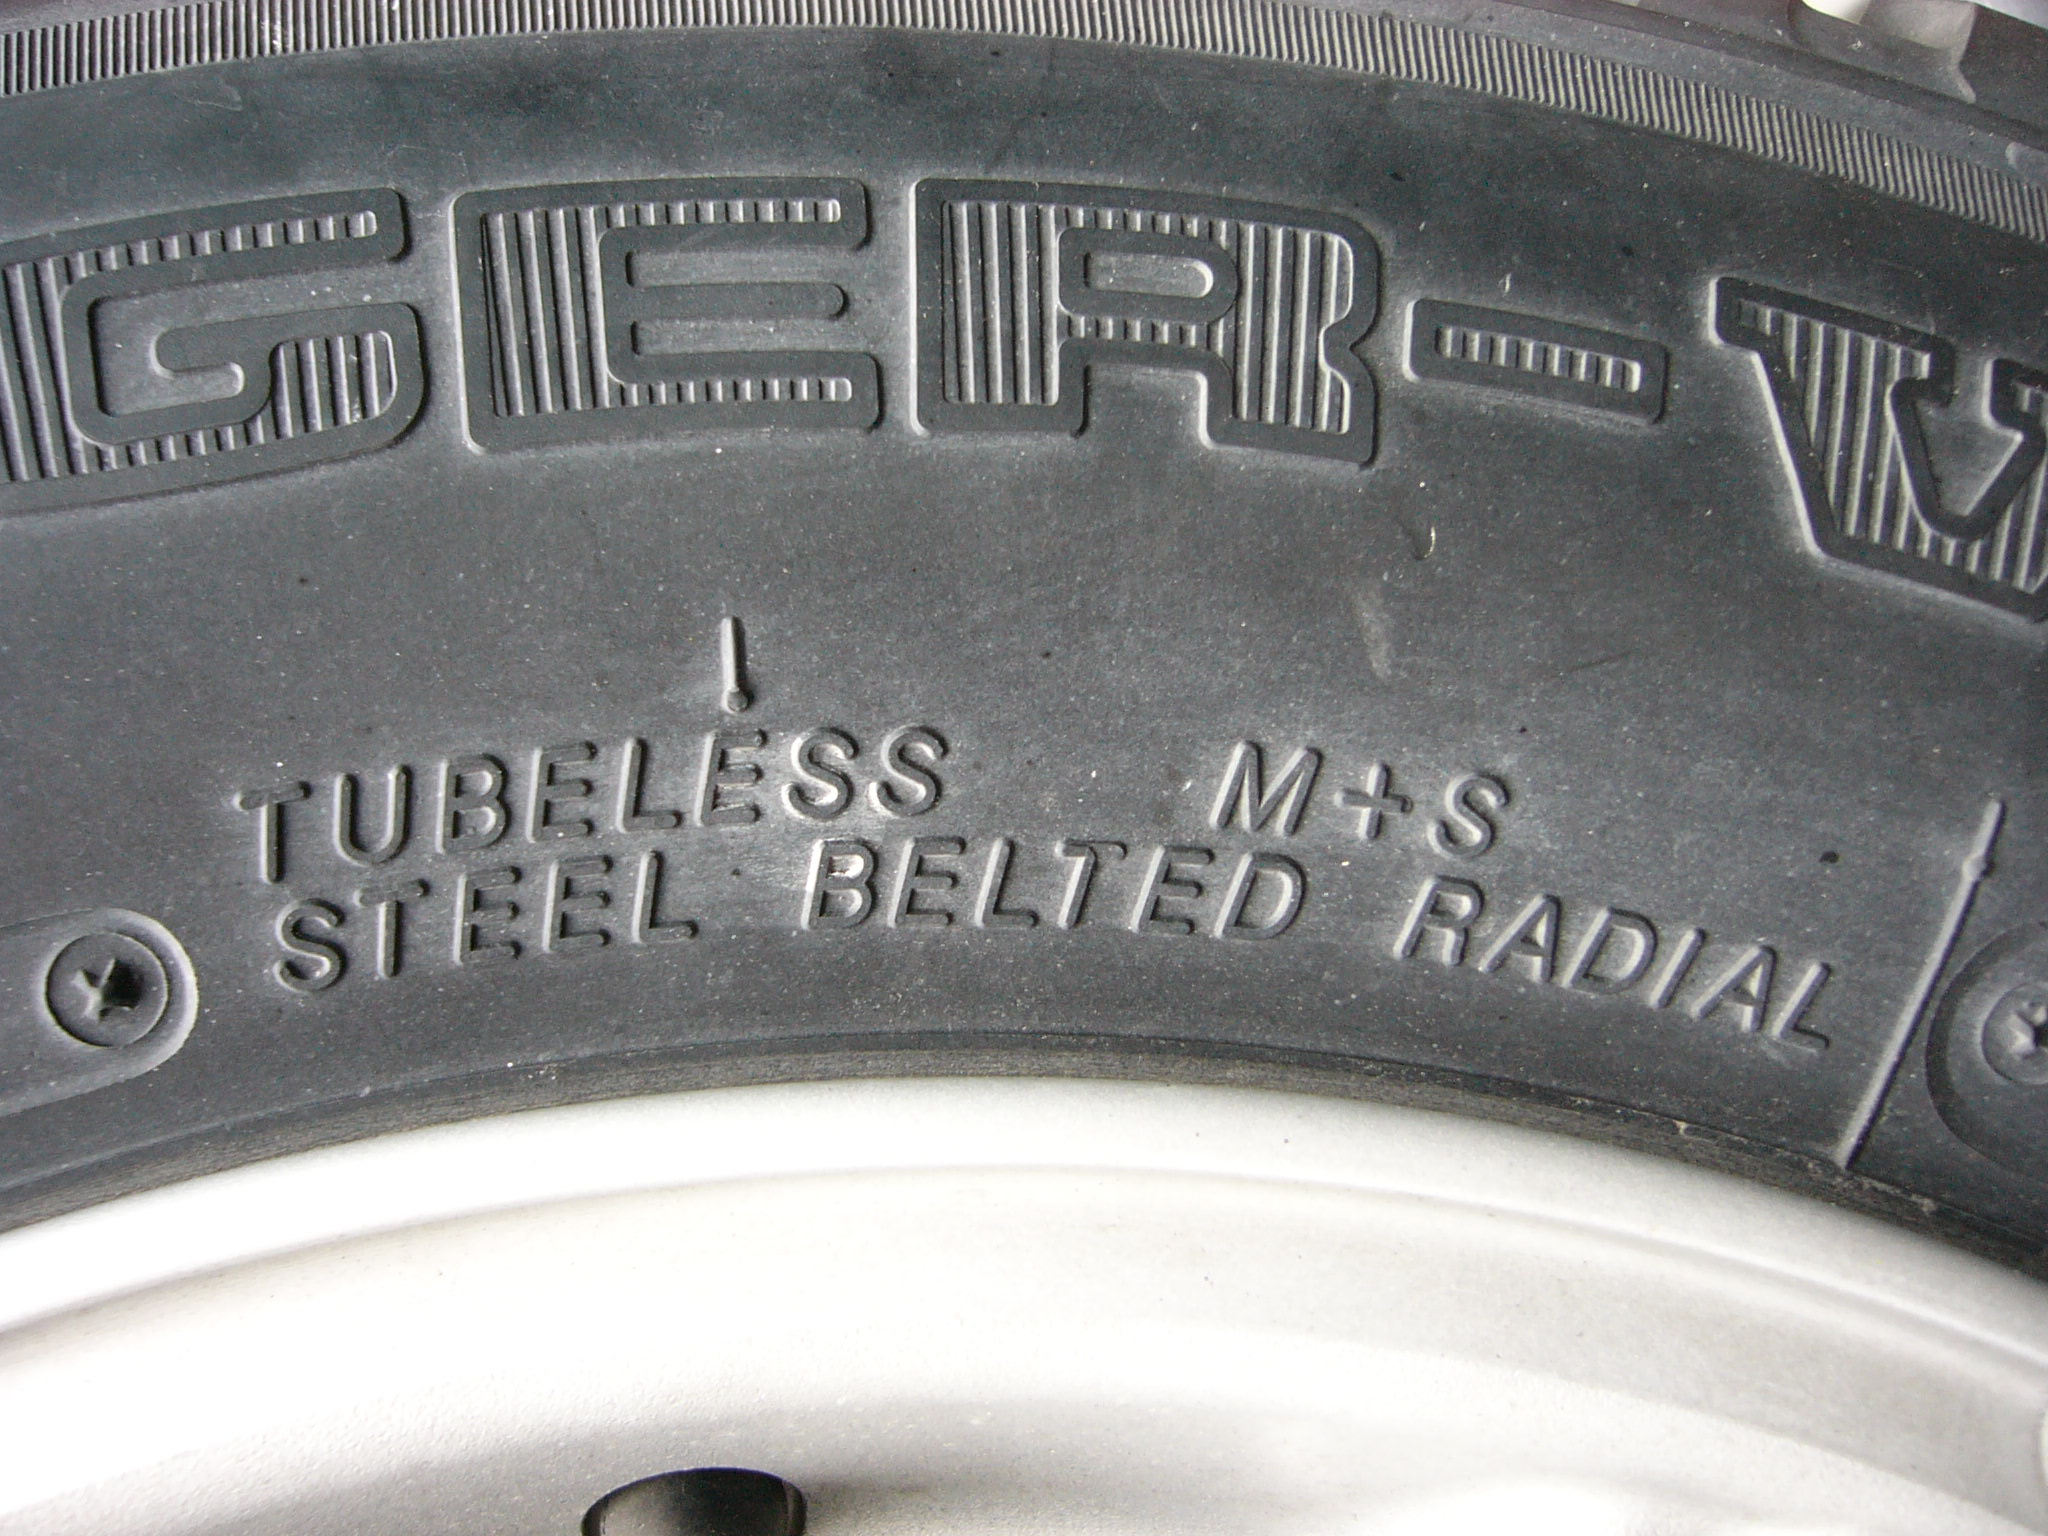 GER-W
TUBELESS M+S
STEEL BELTED RADIAL